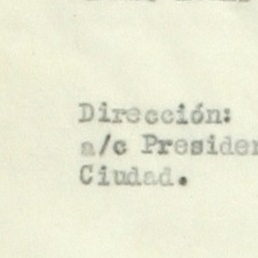 Dirección:
a/c Presiden
Ciudad.